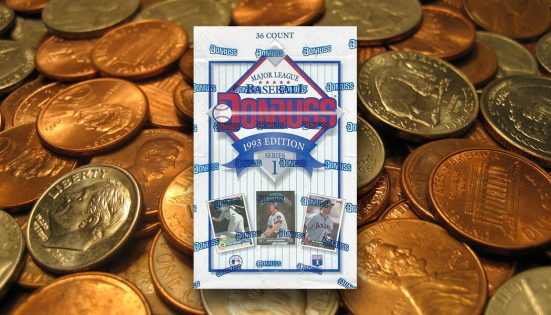 36 COUNT
MAJOR LEAGUE
BASEBALL
DONRUSS
1993 EDITION
SERIES
1
LIBERTY